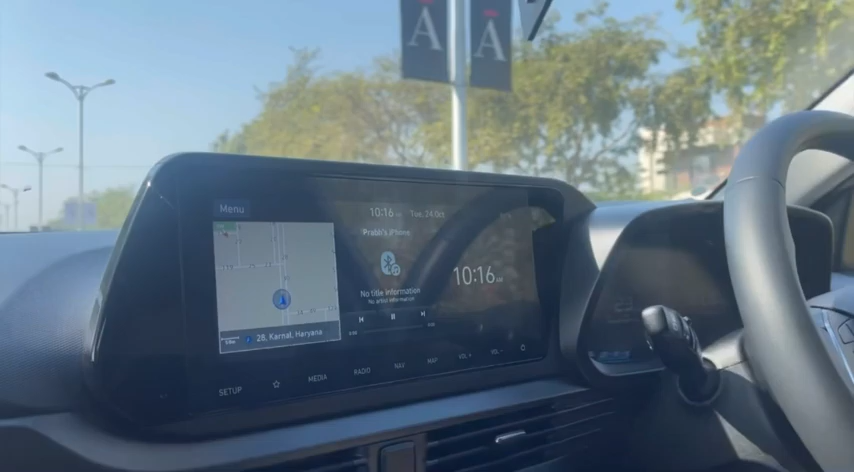 A
A
Menu
10:16 Tue, 24 Oct
Prabh's iPhone
10:16
No title information
No artist information
28, Karnal, Haryana
SETUP MEDIA RADIO NAV MAP VOL + VOL -